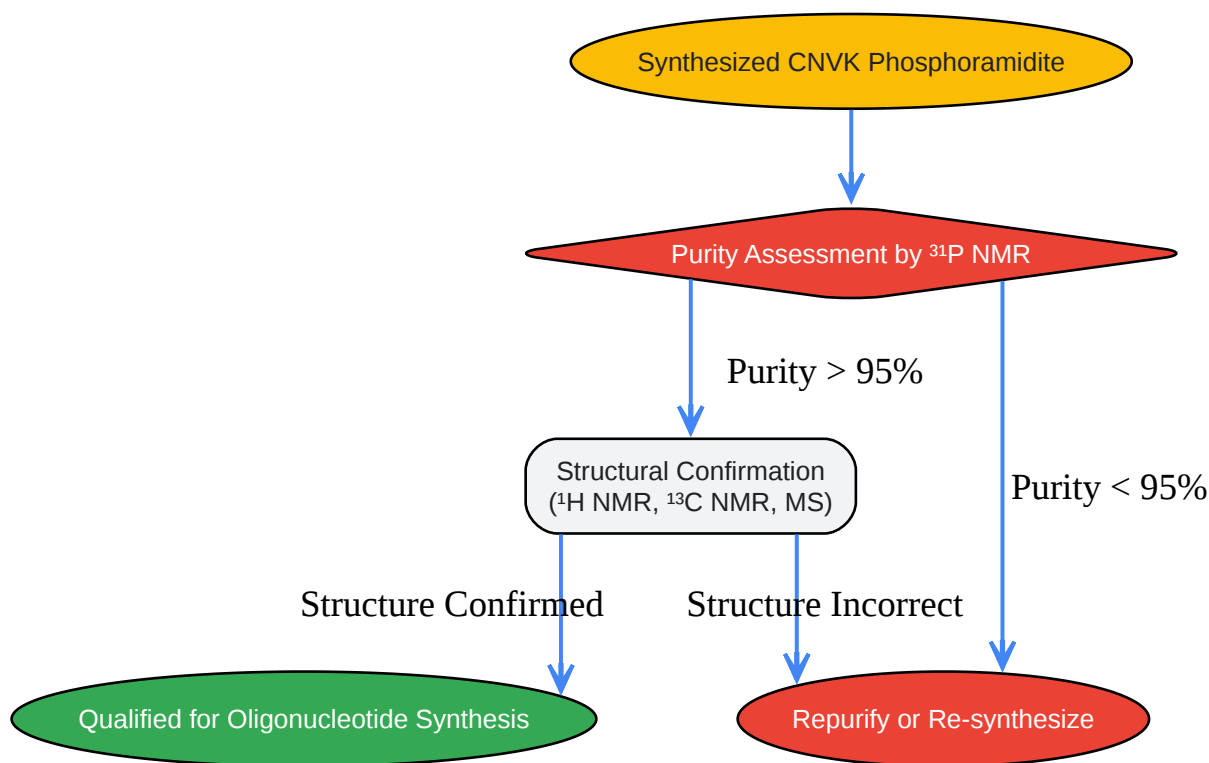 Synthesized CNVK Phosphoramidite
Purity Assessment by ³¹P NMR
Purity > 95%
Structural Confirmation
(¹H NMR, ¹³C NMR, MS)
Purity < 95%
Structure Confirmed
Structure Incorrect
Qualified for Oligonucleotide Synthesis
Repurify or Re-synthesize